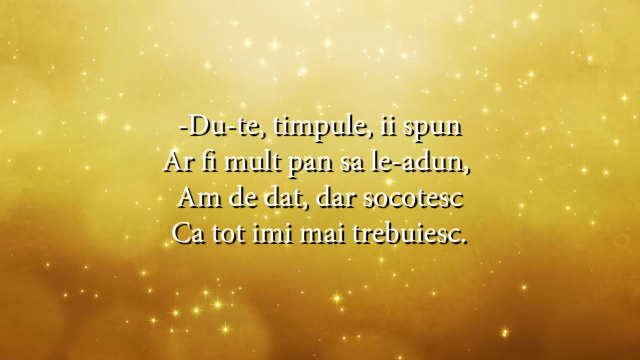 -Du-te, timpule, ii spun
Ar fi mult pan sa le-adun,
Am de dat, dar socotesc
Ca tot imi mai trebuiesc.